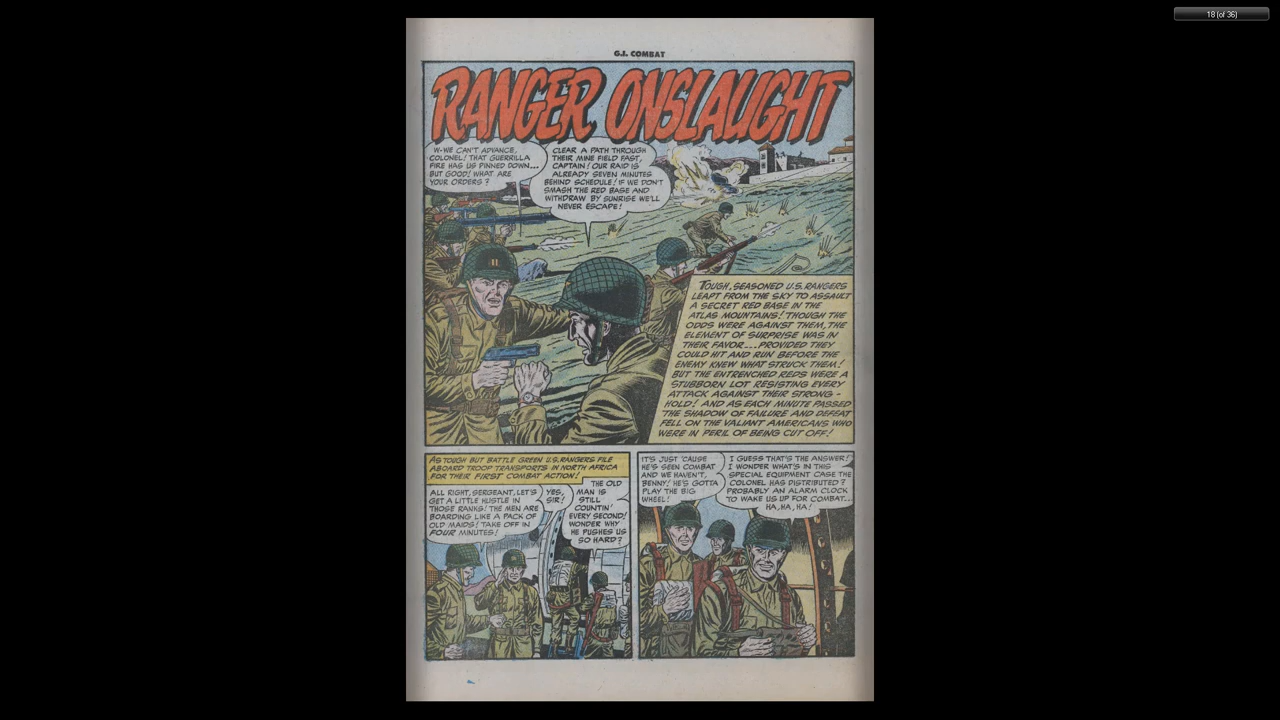 18 (of 36)
G.I. COMBAT
RANGER ONSLAUGHT
W-WE CAN'T ADVANCE,
COLONEL! THAT GUERRILLA
FIRE HAS US PINNED DOWN...
BUT GOOD! WHAT ARE
YOUR ORDERS?
CLEAR A PATH THROUGH
THEIR MINE FIELD FAST,
CAPTAIN! OUR RAID IS
ALREADY SEVEN MINUTES
BEHIND SCHEDULE! IF WE DON'T
SMASH THE RED BASE AND
WITHDRAW BY SUNRISE WE'LL
NEVER ESCAPE!
TOUGH, SEASONED U.S. RANGERS
LEAPT FROM THE SKY TO ASSAULT
A SECRET RED BASE IN THE
ATLAS MOUNTAINS! THOUGH THE
ODDS WERE AGAINST THEM, THE
ELEMENT OF SURPRISE WAS IN
THEIR FAVOR... PROVIDED THEY
COULD HIT AND RUN BEFORE THE
ENEMY KNEW WHAT STRUCK THEM!
BUT THE ENTRENCHED REDS WERE A
STUBBORN LOT RESISTING EVERY
ATTACK AGAINST THEIR STRONG-
HOLD! AND AS EACH MINUTE PASSED
THE SHADOW OF FAILURE AND DEFEAT
FELL ON THE VALIANT AMERICANS WHO
WERE IN PERIL OF BEING CUT OFF!
AS TOUGH BUT BATTLE GREEN U.S. RANGERS FILE
ABOARD TROOP TRANSPORTS IN NORTH AFRICA
FOR THEIR FIRST COMBAT ACTION!
ALL RIGHT, SERGEANT, LET'S
GET A LITTLE HUSTLE IN
THOSE RANKS! THE MEN ARE
BOARDING LIKE A PACK OF
OLD MAIDS! TAKE OFF IN
FOUR MINUTES!
YES,
SIR!
THE OLD
MAN IS
STILL
COUNTIN'
EVERY SECOND!
WONDER WHY
HE PUSHES US
SO HARD?
IT'S JUST 'CAUSE
HE'S SEEN COMBAT
AND WE HAVEN'T,
BENNY! HE'S GOTTA
PLAY THE BIG
WHEEL!
I GUESS THAT'S THE ANSWER!
I WONDER WHAT'S IN THIS
SPECIAL EQUIPMENT CASE THE
COLONEL HAS DISTRIBUTED?
PROBABLY AN ALARM CLOCK
TO WAKE US UP FOR COMBAT...
HA, HA, HA!